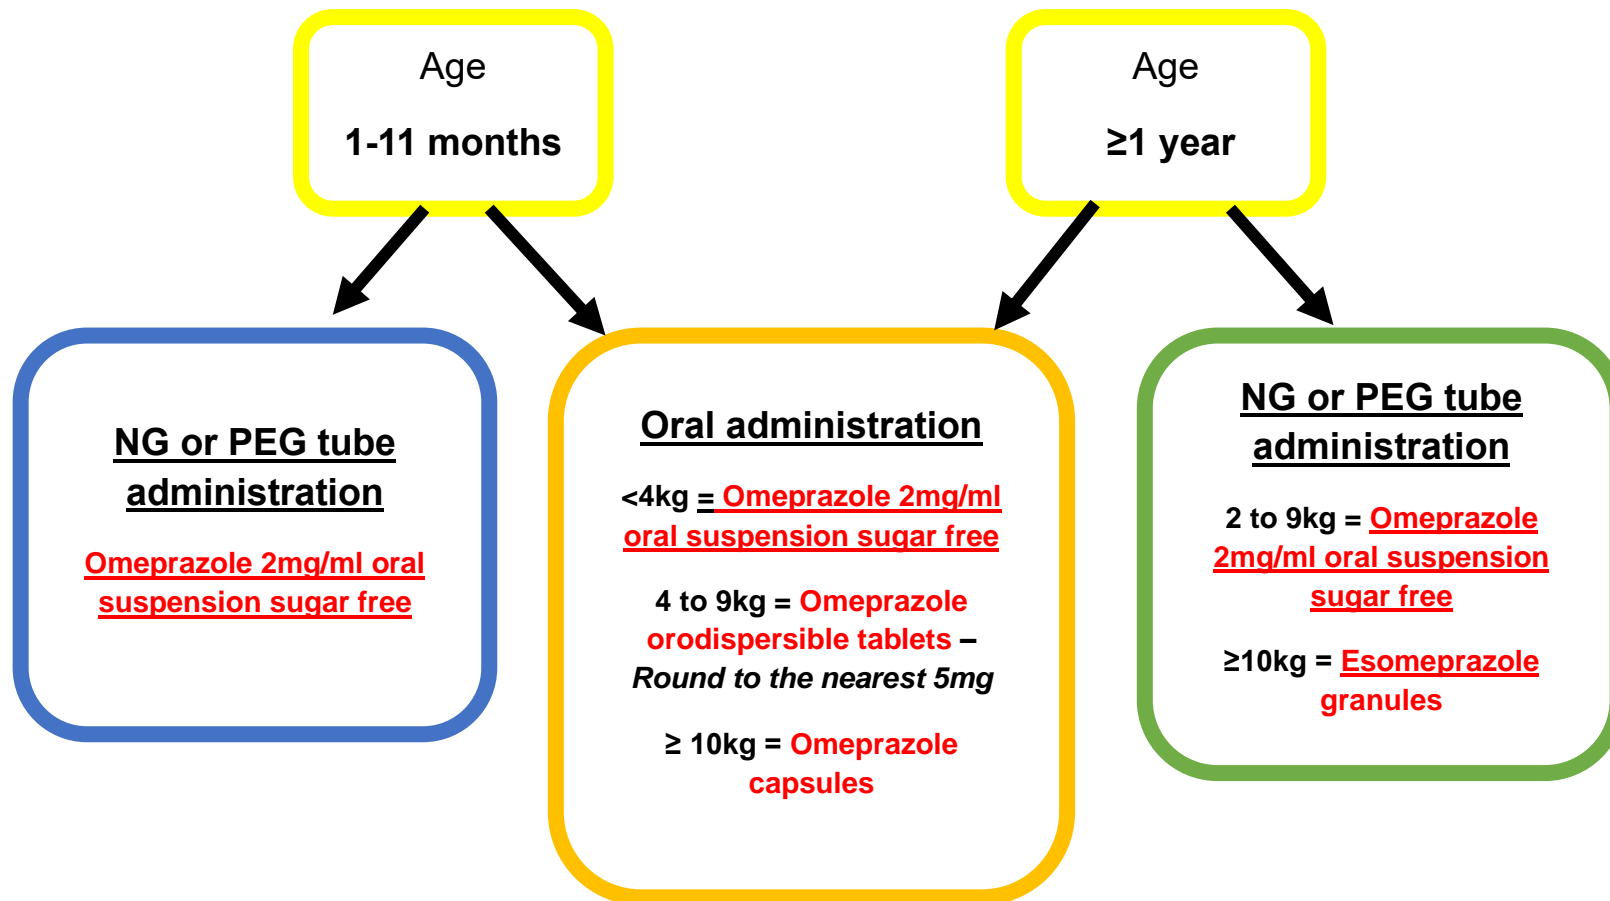 Age
1-11 months
Age
≥1 year
NG or PEG tube
administration
Omeprazole 2mg/ml oral
suspension sugar free
Oral administration
<4kg = Omeprazole 2mg/ml
oral suspension sugar free
4 to 9kg = Omeprazole
orodispersible tablets –
Round to the nearest 5mg
≥ 10kg = Omeprazole
capsules
NG or PEG tube
administration
2 to 9kg = Omeprazole
2mg/ml oral suspension
sugar free
≥10kg = Esomeprazole
granules